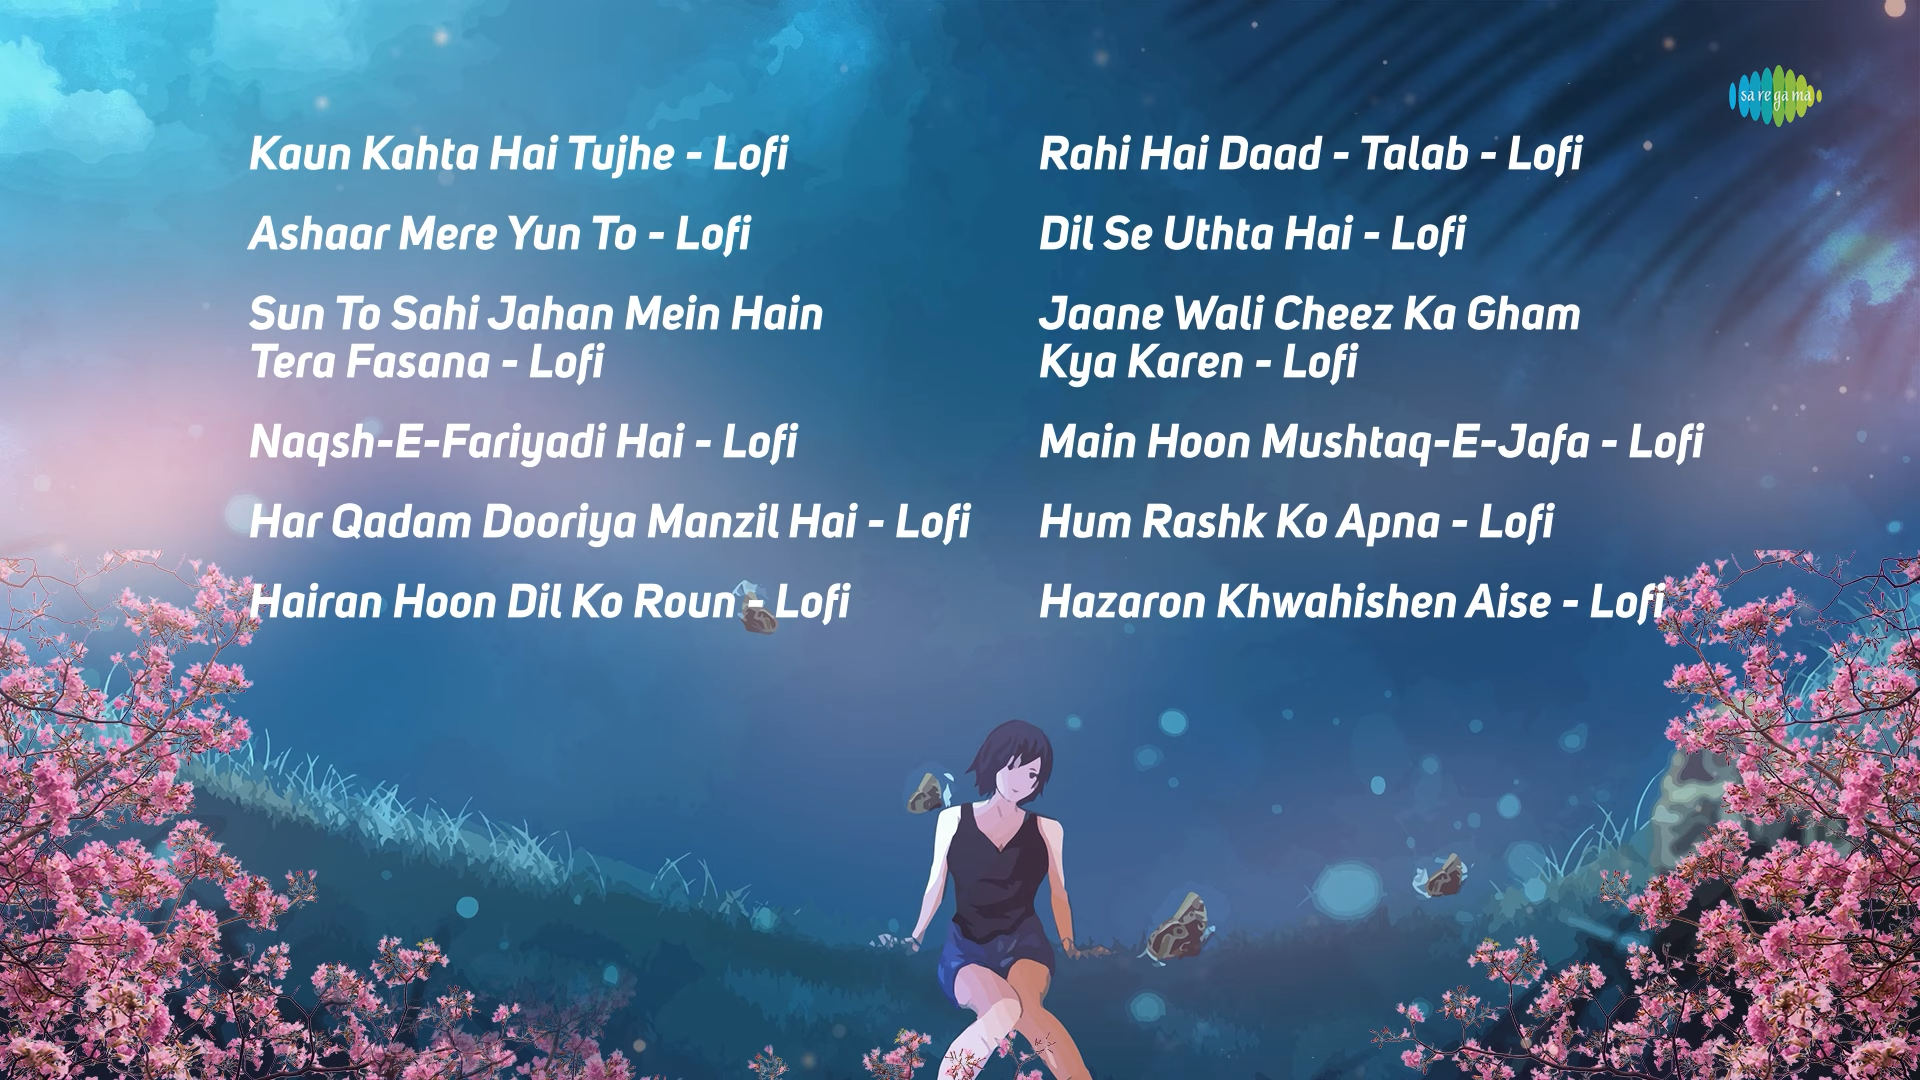 sa re ga ma
Kaun Kahta Hai Tujhe - Lofi
Ashaar Mere Yun To - Lofi
Sun To Sahi Jahan Mein Hain
Tera Fasana - Lofi
Naqsh-E-Fariyadi Hai - Lofi
Har Qadam Dooriya Manzil Hai - Lofi
Hairan Hoon Dil Ko Roun - Lofi
Rahi Hai Daad - Talab - Lofi
Dil Se Uthta Hai - Lofi
Jaane Wali Cheez Ka Gham
Kya Karen - Lofi
Main Hoon Mushtaq-E-Jafa - Lofi
Hum Rashk Ko Apna - Lofi
Hazaron Khwahishen Aise - Lofi